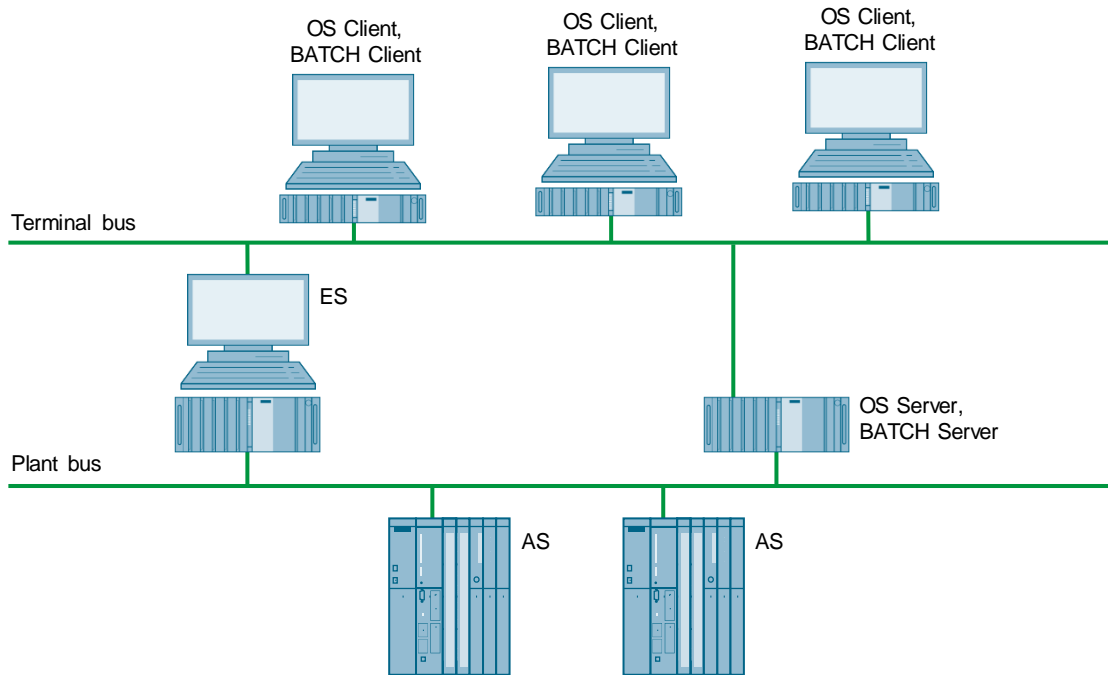 OS Client,
BATCH Client
OS Client,
BATCH Client
OS Client,
BATCH Client
Terminal bus
ES
OS Server,
BATCH Server
Plant bus
AS
AS